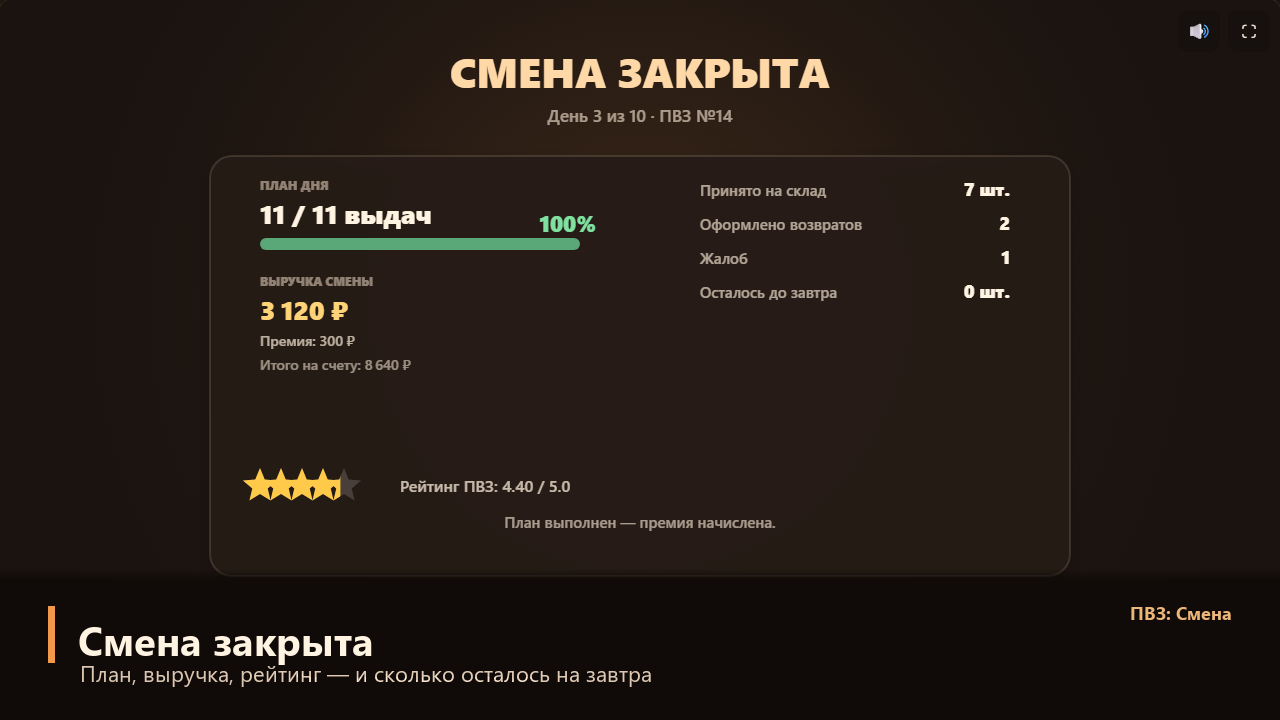 СМЕНА ЗАКРЫТА
День 3 из 10 · ПВЗ №14
ПЛАН ДНЯ
11 / 11 выдач
100%
ВЫРУЧКА СМЕНЫ
3 120 ₽
Премия: 300 ₽
Итого на счету: 8 640 ₽
Принято на склад 7 шт.
Оформлено возвратов 2
Жалоб 1
Осталось до завтра 0 шт.
Рейтинг ПВЗ: 4.40 / 5.0
План выполнен — премия начислена.
ПВЗ: Смена
Смена закрыта
План, выручка, рейтинг — и сколько осталось на завтра